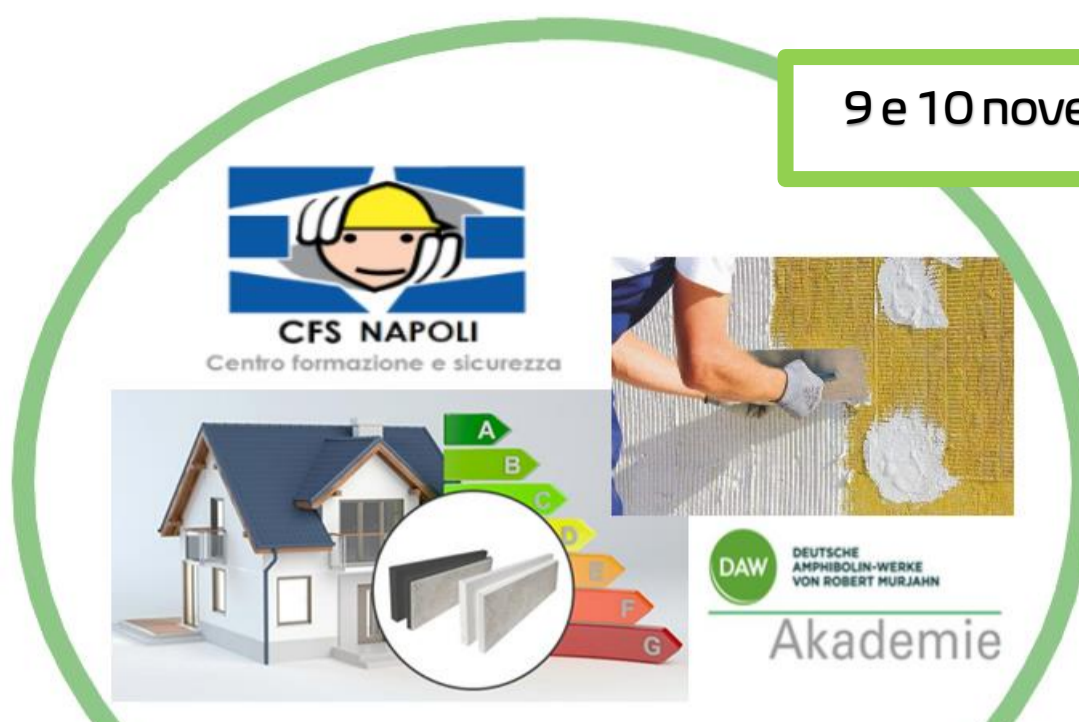 9 e 10 nove
CFS NAPOLI
Centro formazione e sicurezza
A
B
C
D
E
F
G
DAW
DEUTSCHE
AMPHIBOLIN-WERKE
VON ROBERT MURJAHN
Akademie